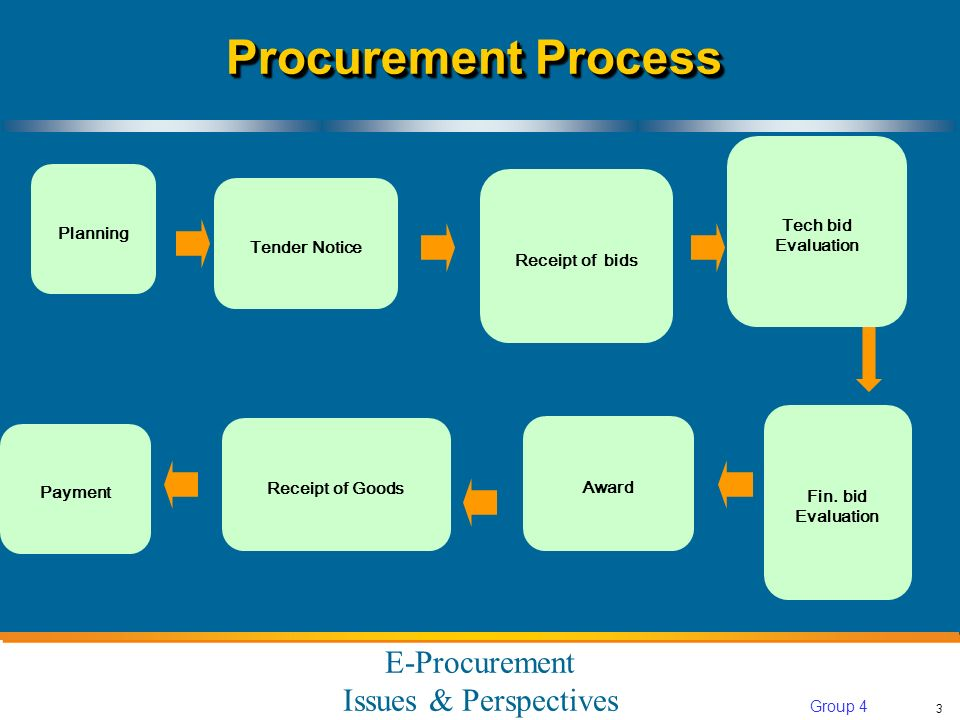 Procurement Process
Planning
Tender Notice
Receipt of bids
Tech bid
Evaluation
Fin. bid
Evaluation
Award
Receipt of Goods
Payment
E-Procurement
Issues & Perspectives
Group 4
3